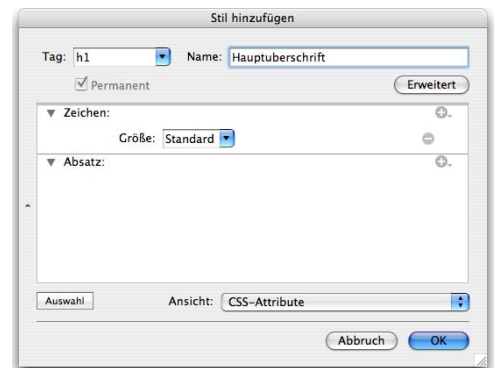 Stil hinzufügen
Tag: h1 Name: Hauptuberschrift
Permanent Erweitert
Zeichen:
Größe: Standard
Absatz:
Auswahl Ansicht: CSS-Attribute
Abbruch OK